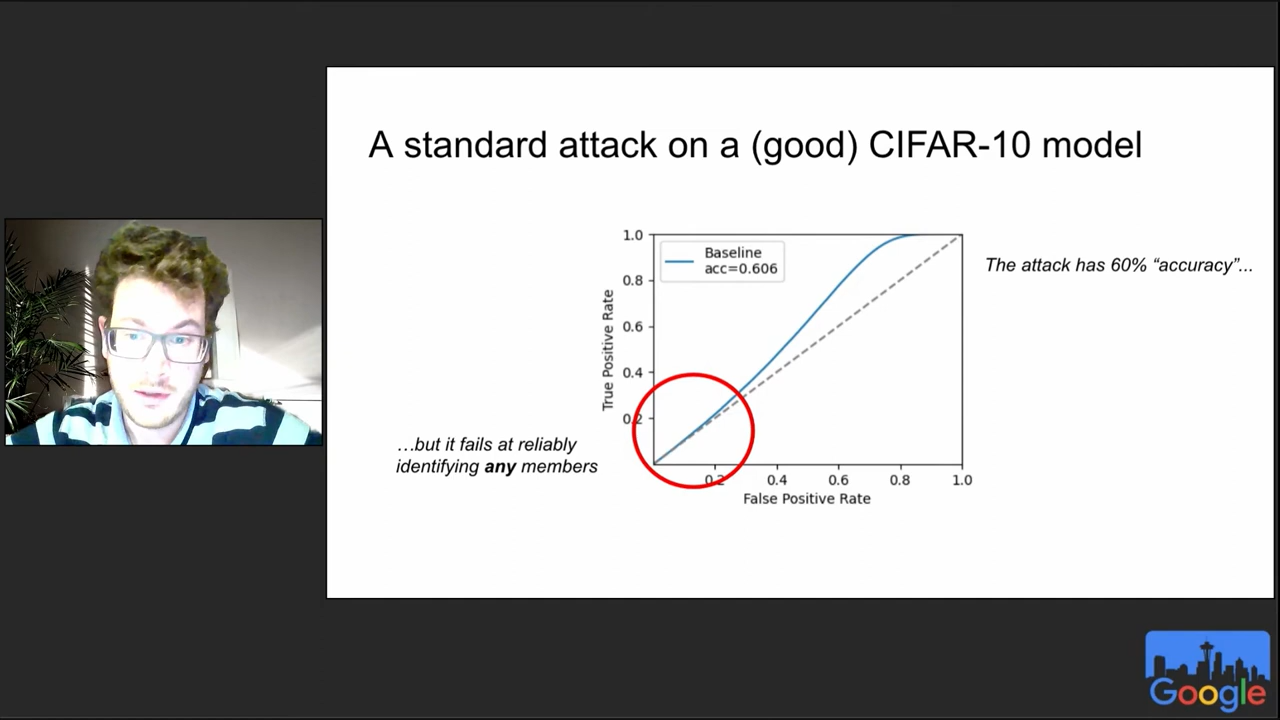 A standard attack on a (good) CIFAR-10 model
1.0
0.8
0.6
0.4
0.2
True Positive Rate
Baseline
acc=0.606
The attack has 60% “accuracy”...
…but it fails at reliably
identifying any members
0.2
0.4
0.6
0.8
1.0
False Positive Rate
Google